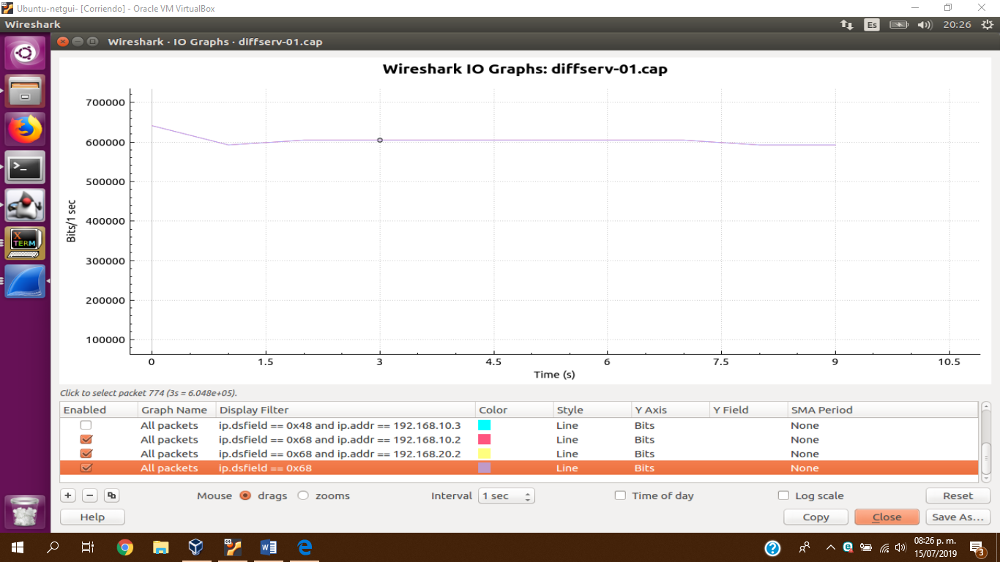 Ubuntu-netgui- [Corriendo] - Oracle VM VirtualBox
Wireshark
Es
20:26
Wireshark · IO Graphs · diffserv-01.cap
Wireshark IO Graphs: diffserv-01.cap
700000
600000
500000
400000
300000
200000
100000
Bits/1 sec
0 1.5 3 4.5 6 7.5 9 10.5
Time (s)
Click to select packet 774 (3s = 6.048e+05).
Enabled Graph Name Display Filter Color Style Y Axis Y Field SMA Period
All packets ip.dsfield == 0x48 and ip.addr == 192.168.10.3 Line Bits None
All packets ip.dsfield == 0x68 and ip.addr == 192.168.10.2 Line Bits None
All packets ip.dsfield == 0x68 and ip.addr == 192.168.20.2 Line Bits None
All packets ip.dsfield == 0x68 Line Bits None
Mouse drags zooms Interval 1 sec Time of day Log scale Reset
Help Copy Close Save As...
X
TERM
08:26 p. m.
15/07/2019
3